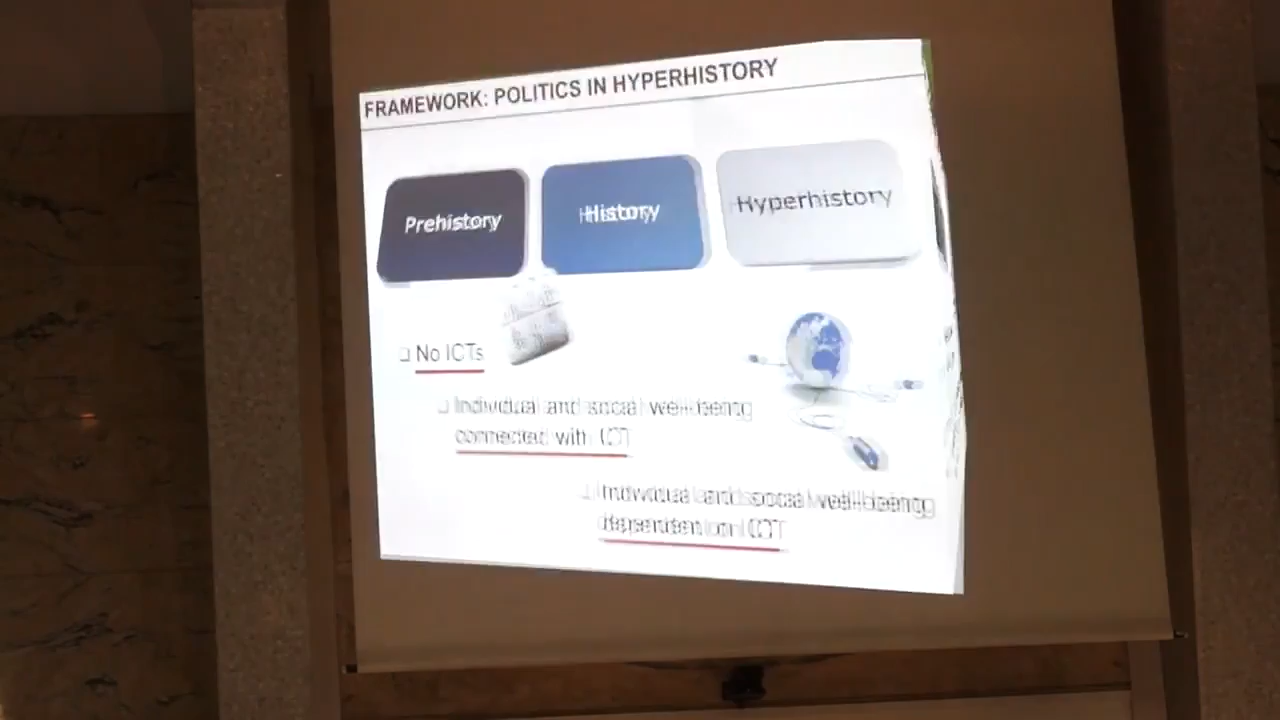 FRAMEWORK: POLITICS IN HYPERHISTORY
Prehistory
History
Hyperhistory
No ICTs
Individual and social well-being
connected with ICT
Individual and social well-being
dependent on ICT